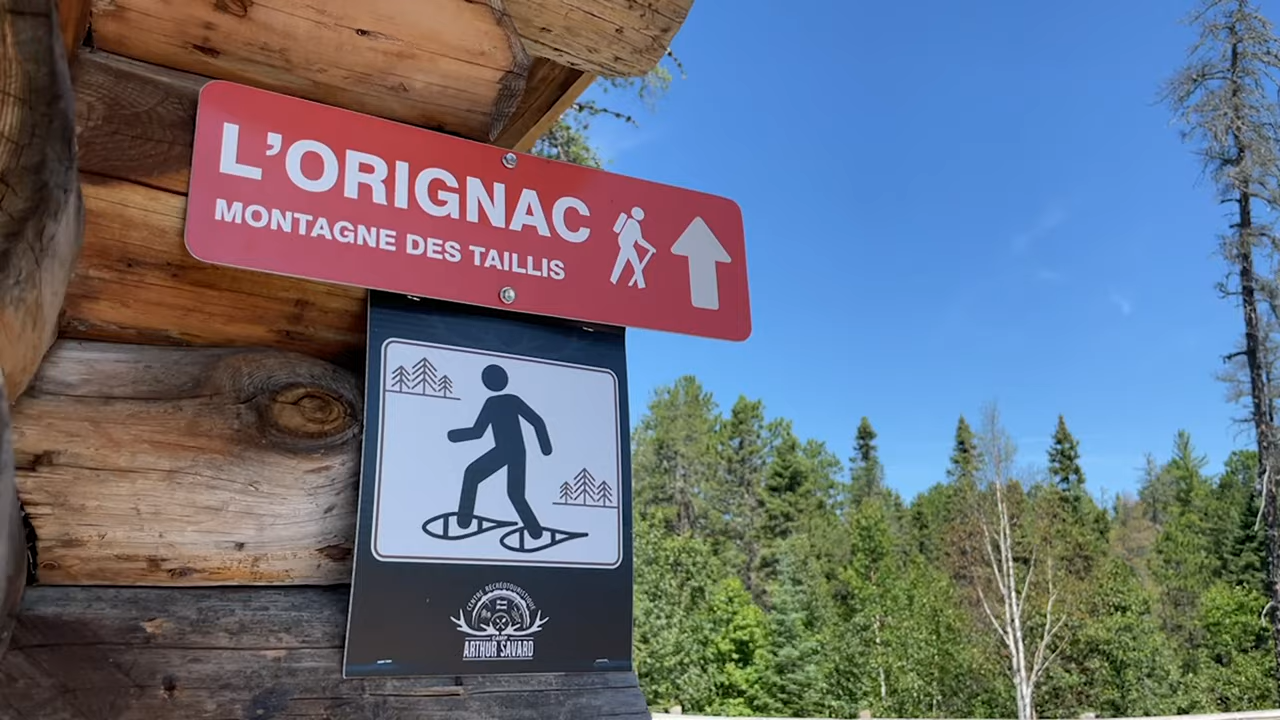 L'ORIGNAC
MONTAGNE DES TAILLIS
CENTRE RÉCRÉOTOURISTIQUE
CAMP
ARTHUR SAVARD